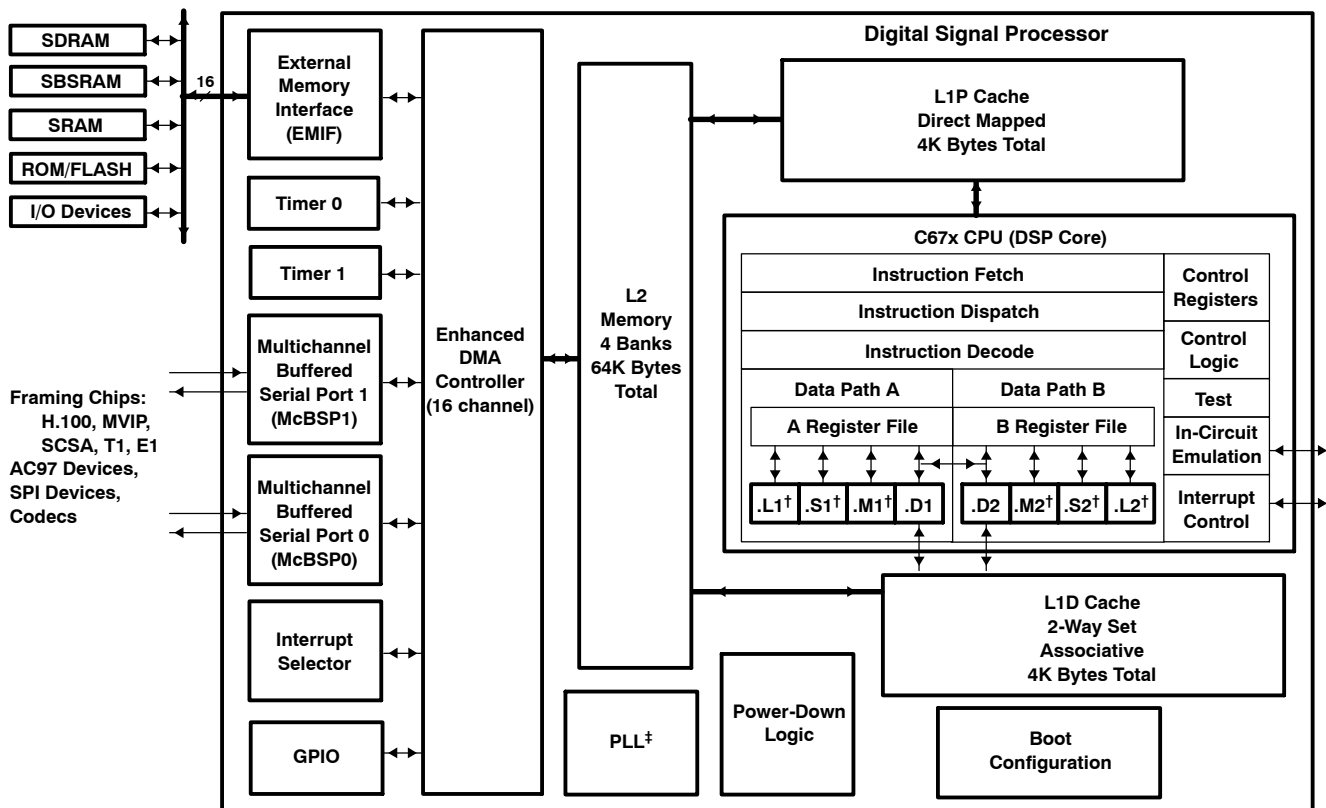 SDRAM
SBSRAM
SRAM
ROM/FLASH
I/O Devices
16
Framing Chips:
H.100, MVIP,
SCSA, T1, E1
AC97 Devices,
SPI Devices,
Codecs
External
Memory
Interface
(EMIF)
Timer 0
Timer 1
Multichannel
Buffered
Serial Port 1
(McBSP1)
Multichannel
Buffered
Serial Port 0
(McBSP0)
Interrupt
Selector
GPIO
Enhanced
DMA
Controller
(16 channel)
L2
Memory
4 Banks
64K Bytes
Total
Digital Signal Processor
L1P Cache
Direct Mapped
4K Bytes Total
C67x CPU (DSP Core)
Instruction Fetch
Instruction Dispatch
Instruction Decode
Data Path A
Data Path B
A Register File
B Register File
.L1† .S1† .M1† .D1
.D2 .M2† .S2† .L2†
Control
Registers
Control
Logic
Test
In-Circuit
Emulation
Interrupt
Control
L1D Cache
2-Way Set
Associative
4K Bytes Total
PLL‡
Power-Down
Logic
Boot
Configuration